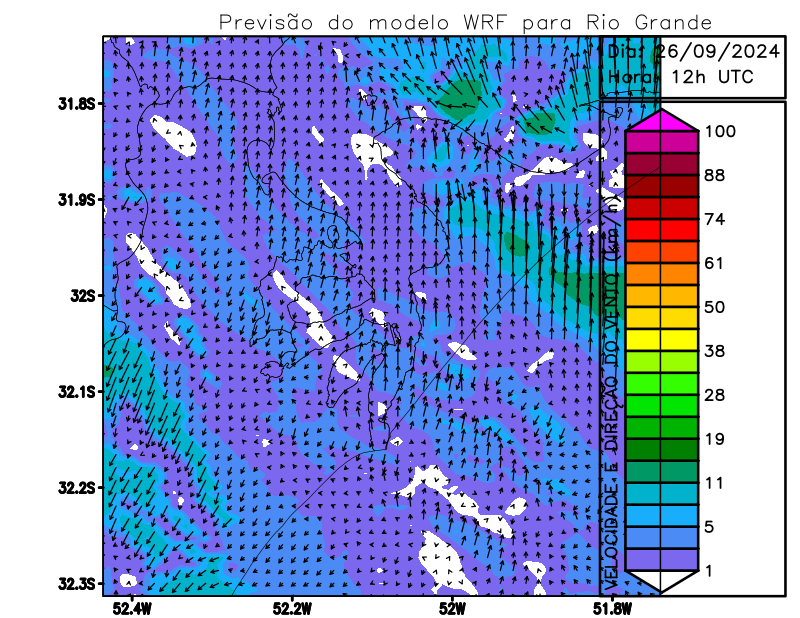 Previsão do modelo WRF para Rio Grande
Dia: 26/09/2024
Hora: 12h UTC
31.8S
31.9S
32S
32.1S
32.2S
32.3S
52.4W
52.2W
52W
51.8W
VELOCIDADE E DIREÇÃO DO VENTO (km/h)
100
88
74
61
50
38
28
19
11
5
1